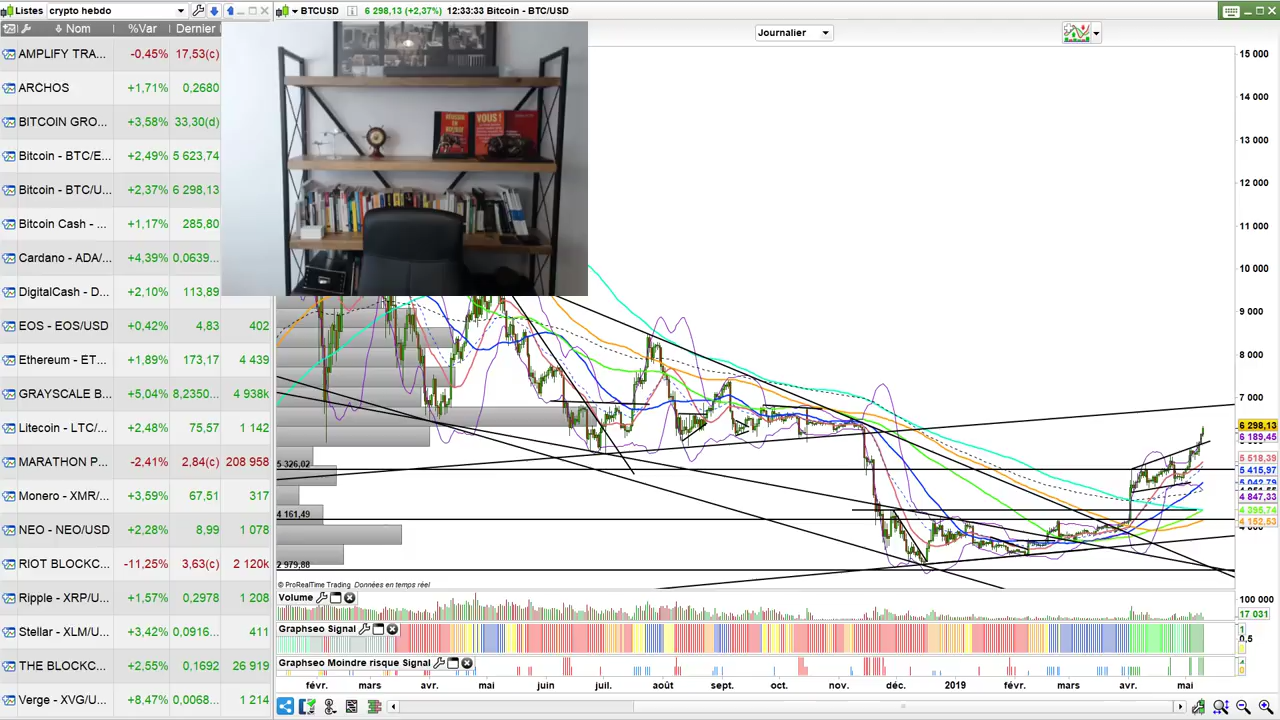 Listes crypto hebdo
BTCUSD 6 298,13 (+2,37%) 12:33:33 Bitcoin - BTC/USD
Nom %Var Dernier
Journalier
AMPLIFY TRA... -0,45% 17,53(c)
ARCHOS +1,71% 0,2680
BITCOIN GRO... +3,58% 33,30(d)
Bitcoin - BTC/E... +2,49% 5 623,74
Bitcoin - BTC/U... +2,37% 6 298,13
Bitcoin Cash - ... +1,17% 285,80
Cardano - ADA/... +4,39% 0,0639...
DigitalCash - D... +2,10% 113,89
EOS - EOS/USD +0,42% 4,83 402
Ethereum - ET... +1,89% 173,17 4 439
GRAYSCALE B... +5,04% 8,2350... 4 938k
Litecoin - LTC/... +2,48% 75,57 1 142
MARATHON P... -2,41% 2,84(c) 208 958
Monero - XMR/... +3,59% 67,51 317
NEO - NEO/USD +2,28% 8,99 1 078
RIOT BLOCKC... -11,25% 3,63(c) 2 120k
Ripple - XRP/U... +1,57% 0,2978 1 208
Stellar - XLM/U... +3,42% 0,0916... 411
THE BLOCKC... +2,55% 0,1692 26 919
Verge - XVG/U... +8,47% 0,0068... 1 214
VOUS !
15 000
14 000
13 000
12 000
11 000
10 000
9 000
8 000
7 000
6 298,13
6 189,45
5 518,39
5 415,97
5 042,79
4 847,33
4 395,74
4 152,53
5 326,02
4 161,49
2 979,88
© ProRealTime Trading Données en temps réel
Volume
100 000
17 031
Graphseo Signal
1
0,5
Graphseo Moindre risque Signal
févr. mars avr. mai juin juil. août sept. oct. nov. déc. 2019 févr. mars avr. mai